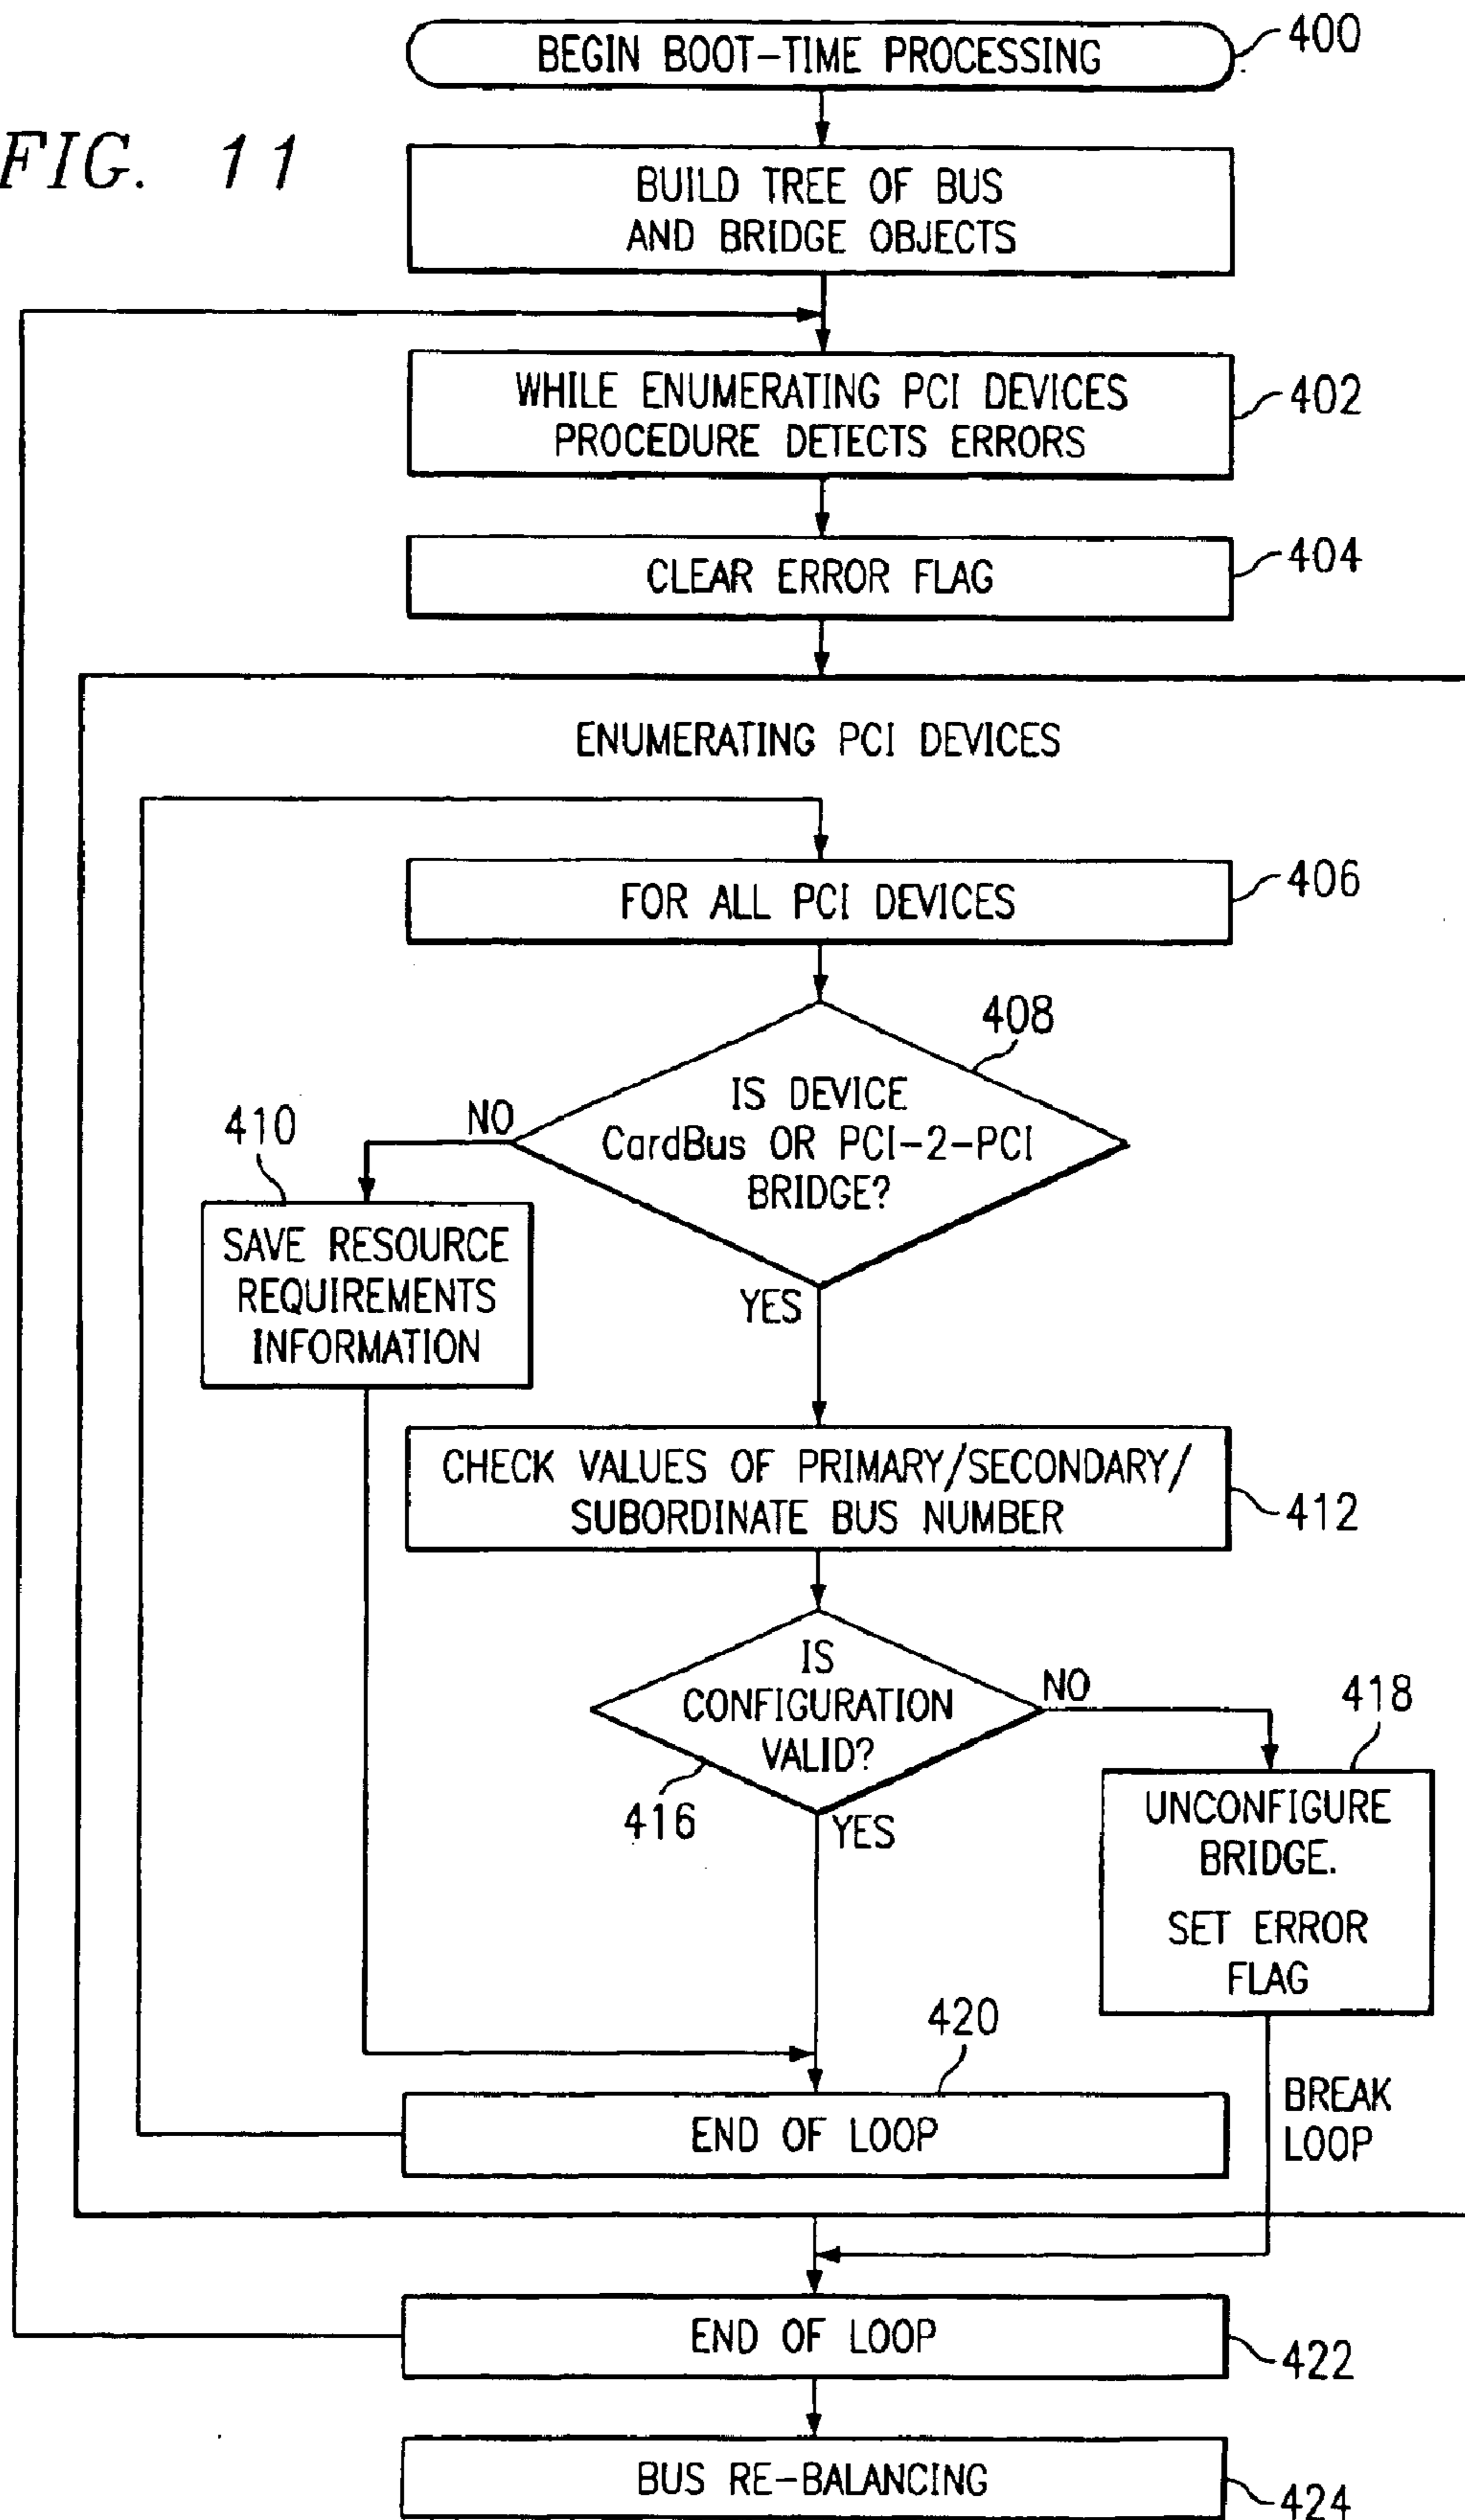 FIG. 11
BEGIN BOOT-TIME PROCESSING
400
BUILD TREE OF BUS
AND BRIDGE OBJECTS
WHILE ENUMERATING PCI DEVICES
PROCEDURE DETECTS ERRORS
402
CLEAR ERROR FLAG
404
ENUMERATING PCI DEVICES
FOR ALL PCI DEVICES
406
408
IS DEVICE
CardBus OR PCI-2-PCI
BRIDGE?
NO
YES
410
SAVE RESOURCE
REQUIREMENTS
INFORMATION
CHECK VALUES OF PRIMARY/SECONDARY/
SUBORDINATE BUS NUMBER
412
IS
CONFIGURATION
VALID?
416
NO
YES
418
UNCONFIGURE
BRIDGE.
SET ERROR
FLAG
420
END OF LOOP
BREAK
LOOP
END OF LOOP
422
BUS RE-BALANCING
424